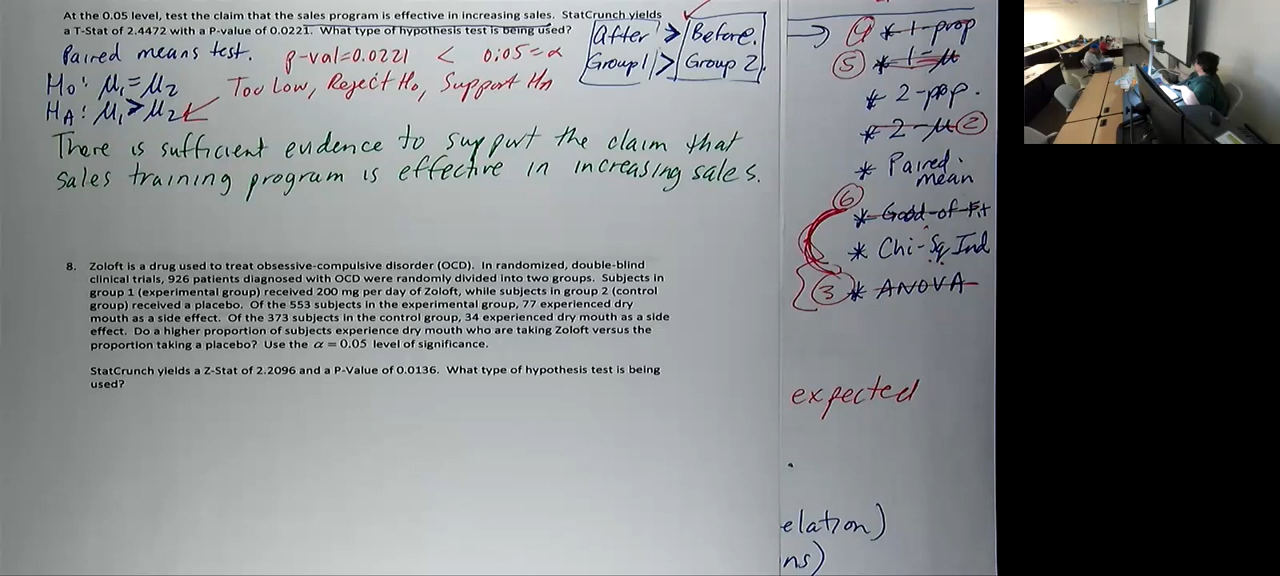 At the 0.05 level, test the claim that the sales program is effective in increasing sales. StatCrunch yields
a T-Stat of 2.4472 with a P-value of 0.0221. What type of hypothesis test is being used?
After > Before.
Group 1 > Group 2.
Paired means test. p-val=0.0221 < 0.05=α
H₀: μ₁=μ₂ Too Low, Reject H₀, Support HA
HA: μ₁>μ₂
There is sufficient evidence to support the claim that
sales training program is effective in increasing sales.
8. Zoloft is a drug used to treat obsessive-compulsive disorder (OCD). In randomized, double-blind
clinical trials, 926 patients diagnosed with OCD were randomly divided into two groups. Subjects in
group 1 (experimental group) received 200 mg per day of Zoloft, while subjects in group 2 (control
group) received a placebo. Of the 553 subjects in the experimental group, 77 experienced dry
mouth as a side effect. Of the 373 subjects in the control group, 34 experienced dry mouth as a side
effect. Do a higher proportion of subjects experience dry mouth who are taking Zoloft versus the
proportion taking a placebo? Use the α = 0.05 level of significance.
StatCrunch yields a Z-Stat of 2.2096 and a P-Value of 0.0136. What type of hypothesis test is being
used?
④ * 1-prop
⑤ * 1-μ
* 2-prop.
* 2-μ ②
* Paired.
mean
⑥
* Good-of-Fit
* Chi-Sq Ind
③ * ANOVA
expected
elation)
ns)